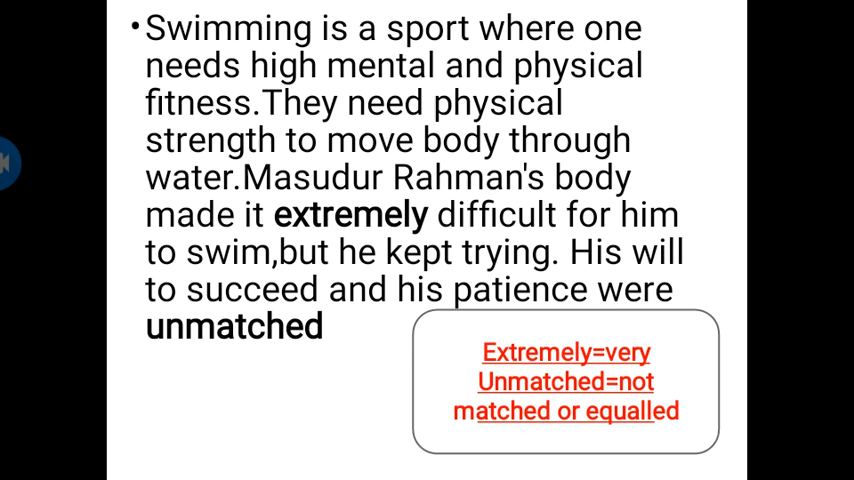 •Swimming is a sport where one
needs high mental and physical
fitness.They need physical
strength to move body through
water.Masudur Rahman's body
made it extremely difficult for him
to swim,but he kept trying. His will
to succeed and his patience were
unmatched
Extremely=very
Unmatched=not
matched or equalled